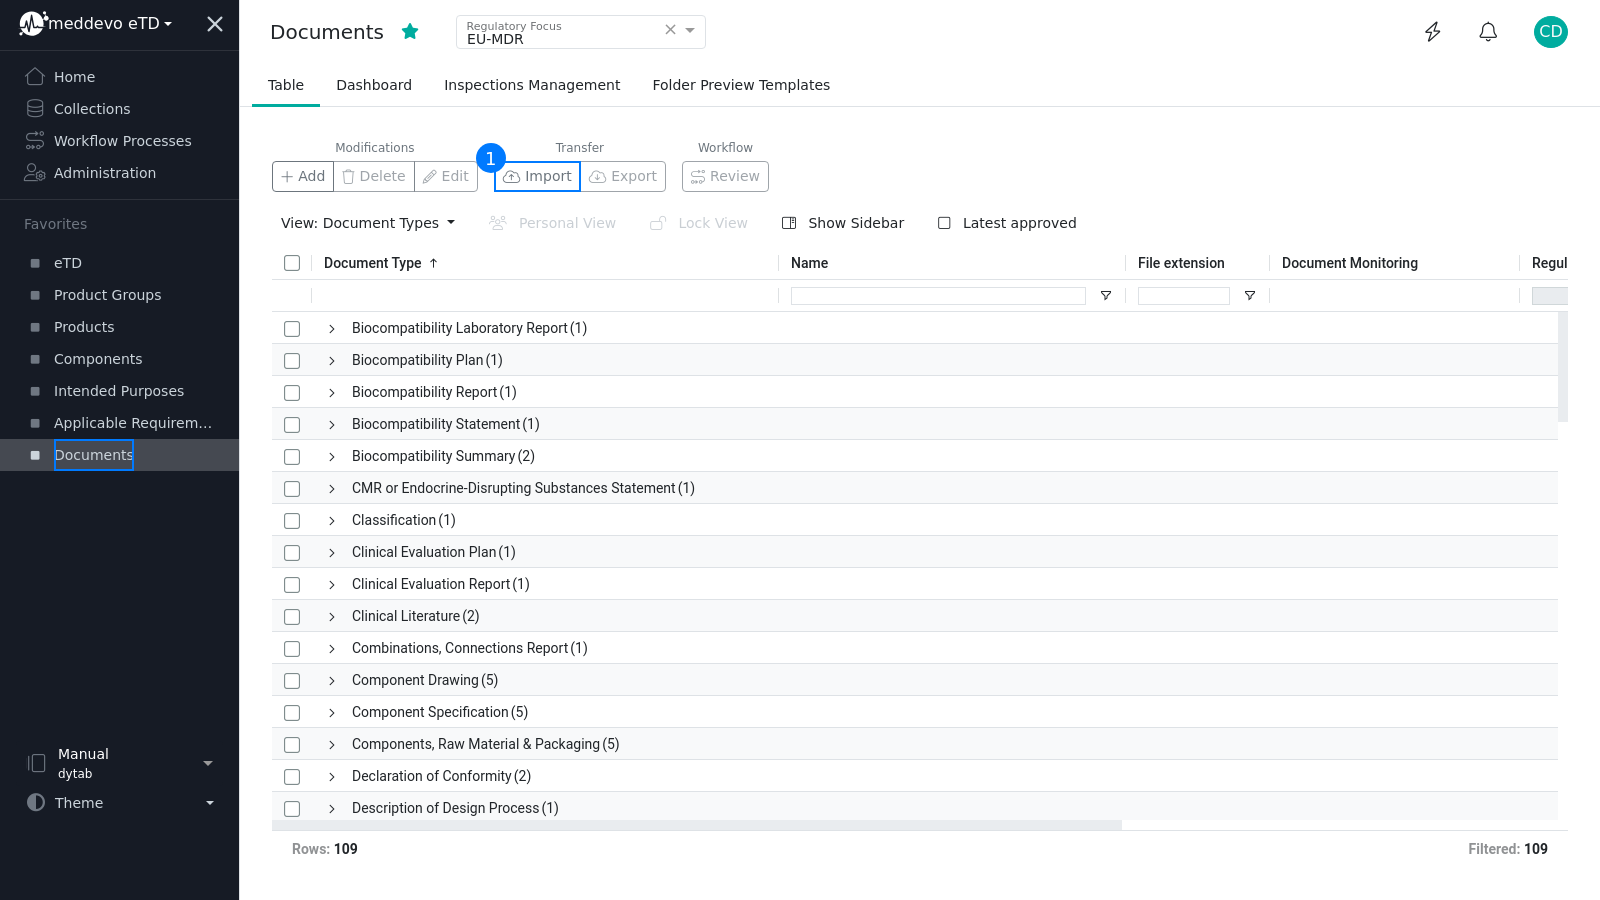 meddevo eTD
Home
Collections
Workflow Processes
Administration
Favorites
eTD
Product Groups
Products
Components
Intended Purposes
Applicable Requirem...
Documents
Manual
dytab
Theme
Documents
Regulatory Focus
EU-MDR
CD
Table Dashboard Inspections Management Folder Preview Templates
Modifications Transfer Workflow
1
Add Delete Edit Import Export Review
View: Document Types Personal View Lock View Show Sidebar Latest approved
Document Type Name File extension Document Monitoring Regul
Biocompatibility Laboratory Report (1)
Biocompatibility Plan (1)
Biocompatibility Report (1)
Biocompatibility Statement (1)
Biocompatibility Summary (2)
CMR or Endocrine-Disrupting Substances Statement (1)
Classification (1)
Clinical Evaluation Plan (1)
Clinical Evaluation Report (1)
Clinical Literature (2)
Combinations, Connections Report (1)
Component Drawing (5)
Component Specification (5)
Components, Raw Material & Packaging (5)
Declaration of Conformity (2)
Description of Design Process (1)
Rows: 109 Filtered: 109